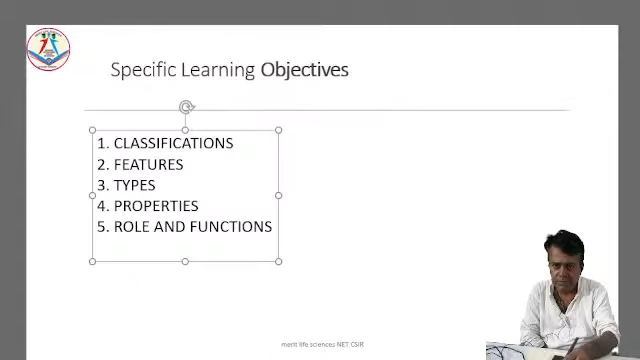 Specific Learning Objectives
1. CLASSIFICATIONS
2. FEATURES
3. TYPES
4. PROPERTIES
5. ROLE AND FUNCTIONS
merit life sciences NET CSIR